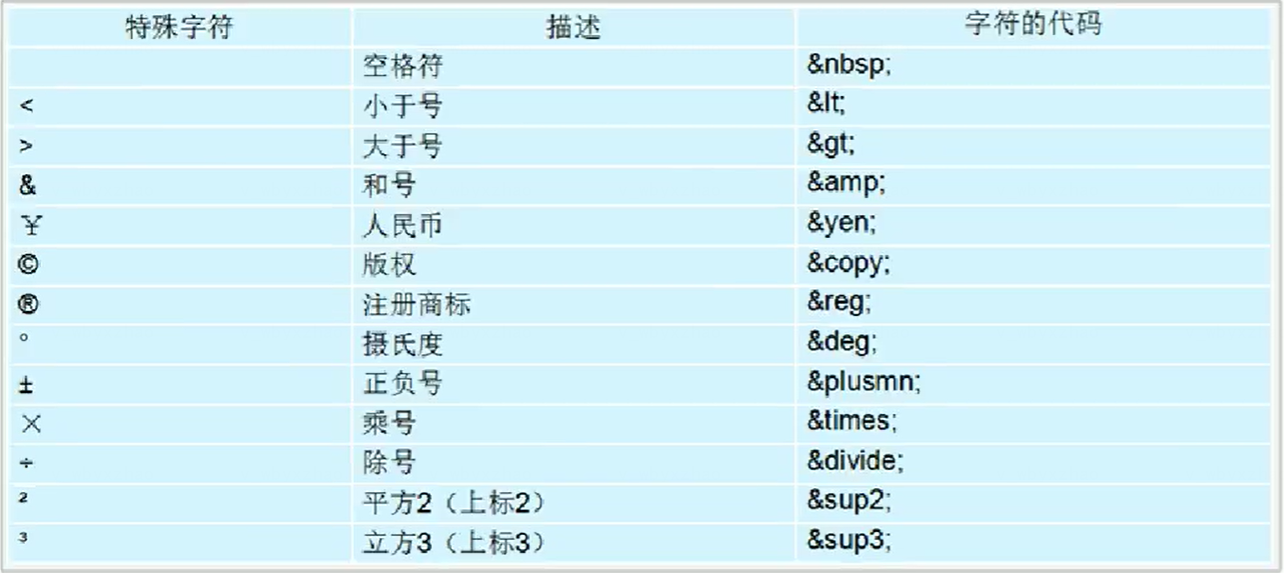 特殊字符 描述 字符的代码
空格符 &nbsp;
< 小于号 &lt;
> 大于号 &gt;
& 和号 &amp;
¥ 人民币 &yen;
© 版权 &copy;
® 注册商标 &reg;
° 摄氏度 &deg;
± 正负号 &plusmn;
× 乘号 &times;
÷ 除号 &divide;
² 平方2（上标2） &sup2;
³ 立方3（上标3） &sup3;